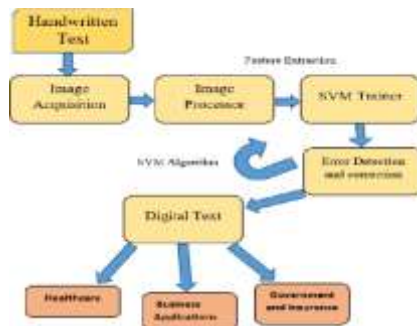 Handwritten
Text
Feature Extraction
Image
Acquisition
Image
Processor
SVM Trainer
SVM Algorithm
Error Detection
and correction
Digital Text
Healthcare
Business
Applications
Government
and Insurance